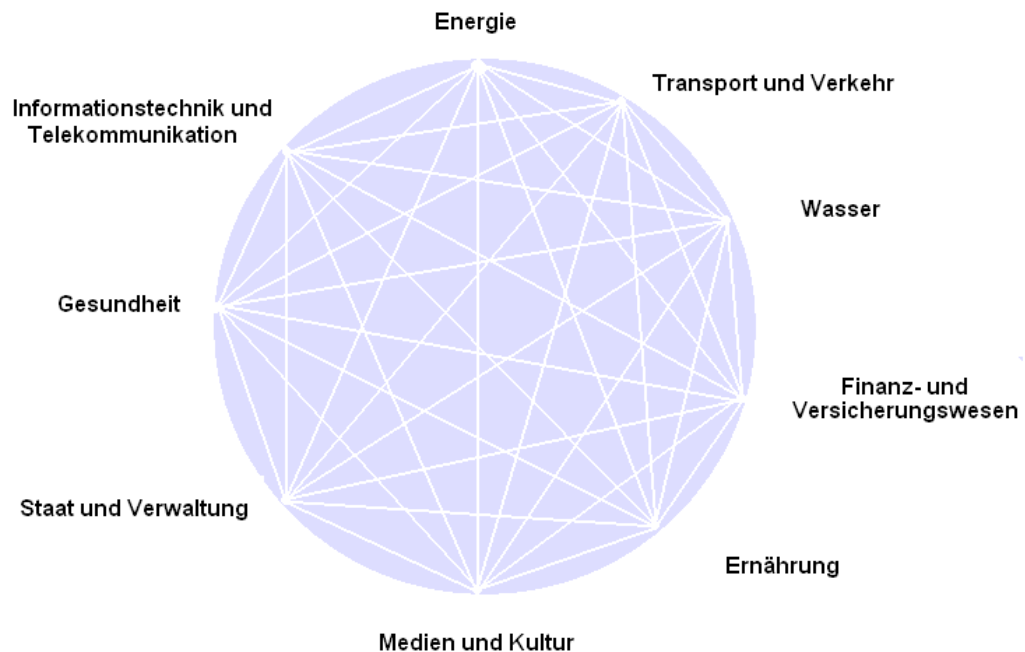 Energie
Transport und Verkehr
Informationstechnik und
Telekommunikation
Wasser
Gesundheit
Finanz- und
Versicherungswesen
Staat und Verwaltung
Ernährung
Medien und Kultur